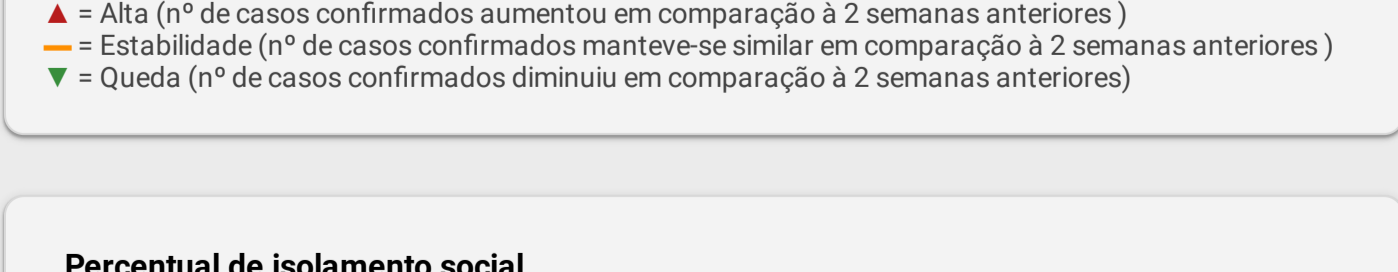 ▲ = Alta (nº de casos confirmados aumentou em comparação à 2 semanas anteriores )
— = Estabilidade (nº de casos confirmados manteve-se similar em comparação à 2 semanas anteriores )
▼ = Queda (nº de casos confirmados diminuiu em comparação à 2 semanas anteriores)
Percentual de isolamento social